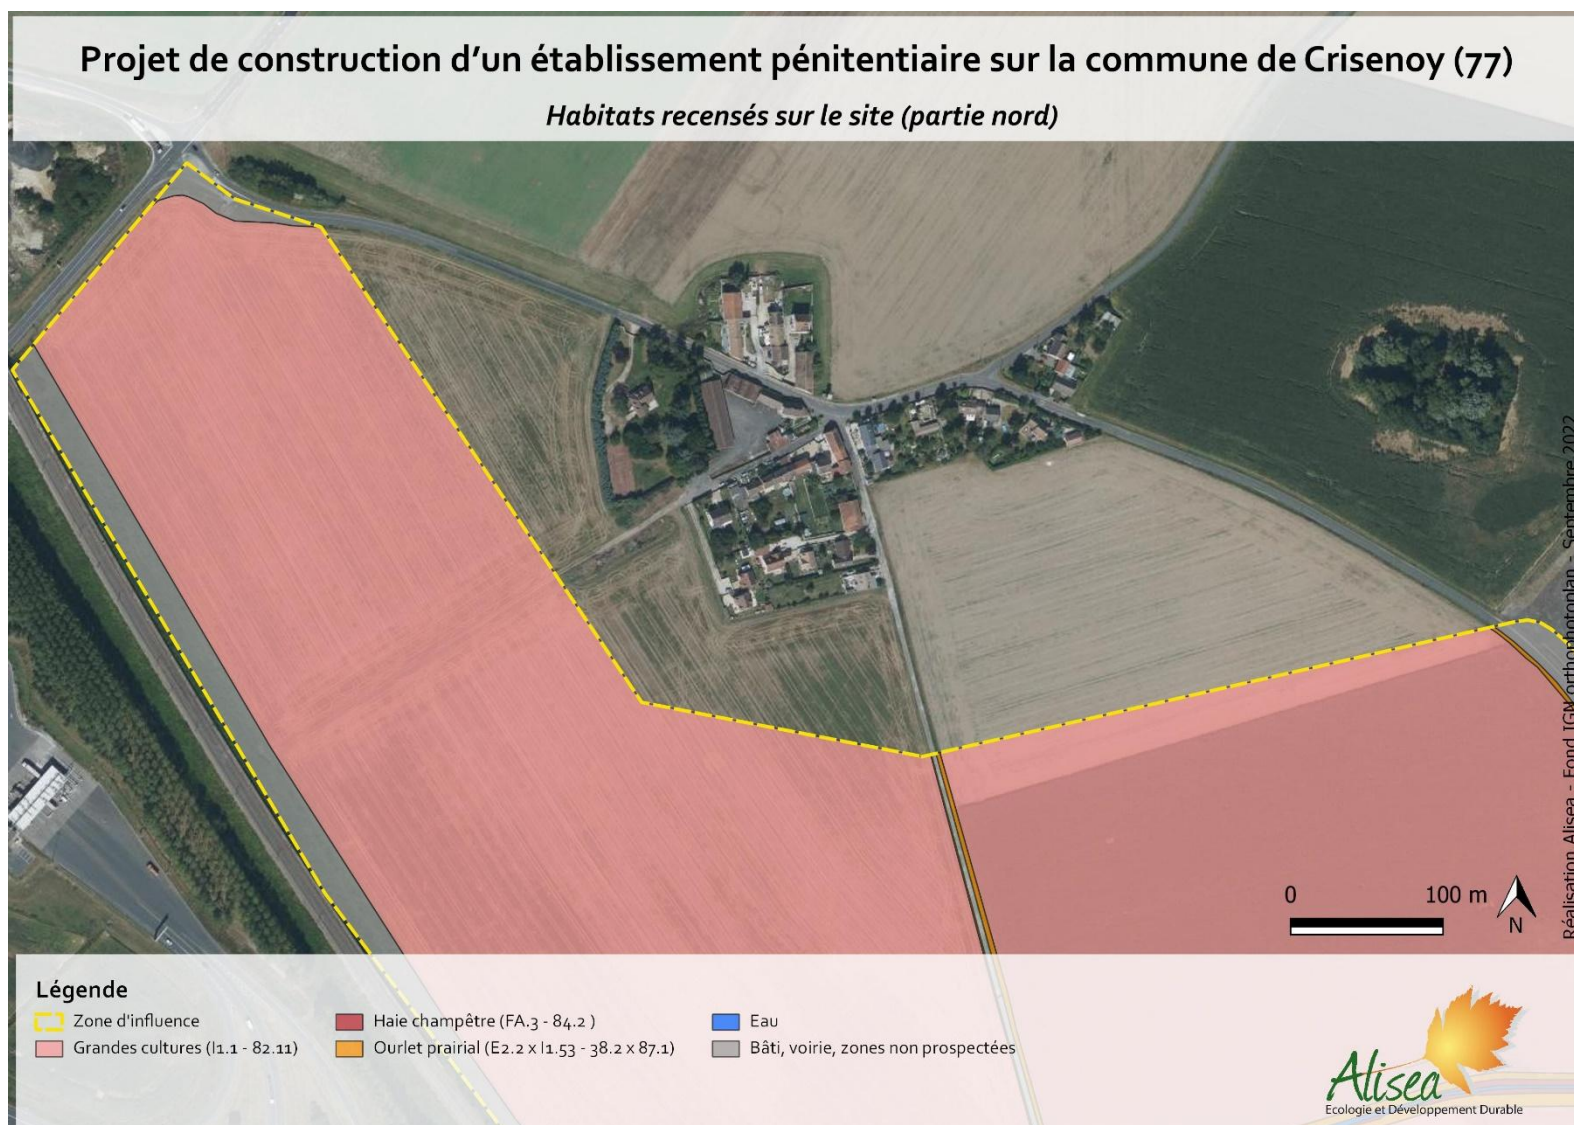 Projet de construction d'un établissement pénitentiaire sur la commune de Crisenoy (77)
Habitats recensés sur le site (partie nord)
Réalisation Alisea - Fond IGN orthophotoplan - Septembre 2022
0 100 m
N
Légende
Zone d'influence
Grandes cultures (I1.1 - 82.11)
Haie champêtre (FA.3 - 84.2 )
Ourlet prairial (E2.2 x I1.53 - 38.2 x 87.1)
Eau
Bâti, voirie, zones non prospectées
Alisea
Ecologie et Développement Durable